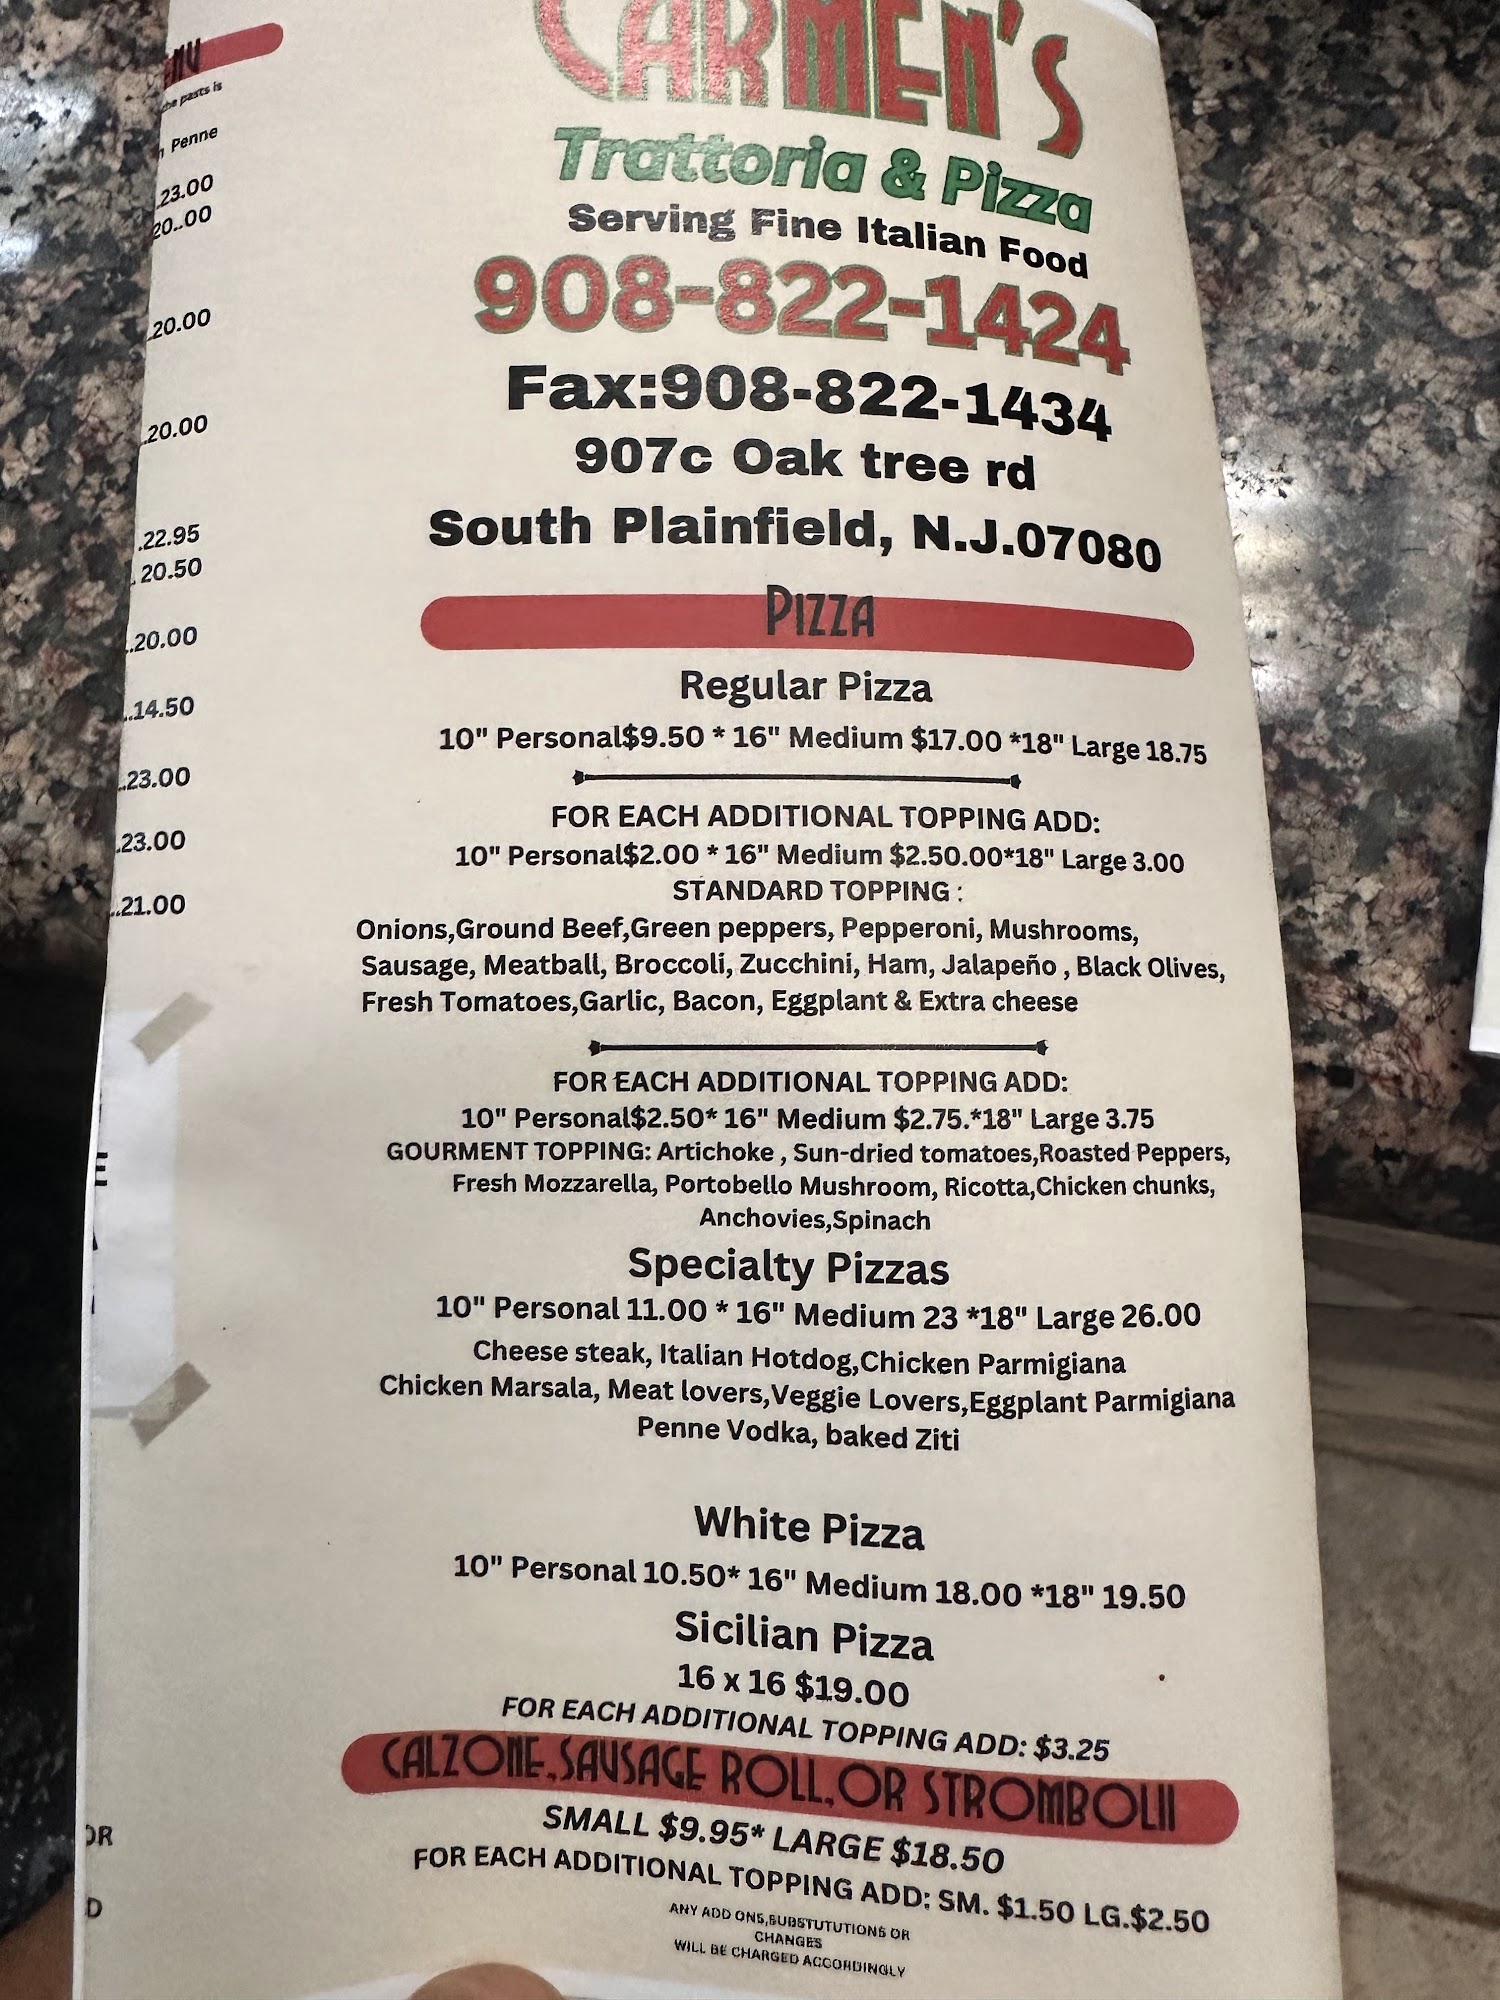 the pasts is
Penne
.23.00
20..00
.20.00
.20.00
.22.95
. 20.50
..20.00
..14.50
..23.00
.23.00
..21.00
E
OR
D
CARMEN'S
Trattoria & Pizza
Serving Fine Italian Food
908-822-1424
Fax:908-822-1434
907c Oak tree rd
South Plainfield, N.J.07080
PIZZA
Regular Pizza
10" Personal$9.50 * 16" Medium $17.00 *18" Large 18.75
FOR EACH ADDITIONAL TOPPING ADD:
10" Personal$2.00 * 16" Medium $2.50.00*18" Large 3.00
STANDARD TOPPING :
Onions,Ground Beef,Green peppers, Pepperoni, Mushrooms,
Sausage, Meatball, Broccoli, Zucchini, Ham, Jalapeño , Black Olives,
Fresh Tomatoes,Garlic, Bacon, Eggplant & Extra cheese
FOR EACH ADDITIONAL TOPPING ADD:
10" Personal$2.50* 16" Medium $2.75.*18" Large 3.75
GOURMENT TOPPING: Artichoke , Sun-dried tomatoes,Roasted Peppers,
Fresh Mozzarella, Portobello Mushroom, Ricotta,Chicken chunks,
Anchovies,Spinach
Specialty Pizzas
10" Personal 11.00 * 16" Medium 23 *18" Large 26.00
Cheese steak, Italian Hotdog,Chicken Parmigiana
Chicken Marsala, Meat lovers,Veggie Lovers,Eggplant Parmigiana
Penne Vodka, baked Ziti
White Pizza
10" Personal 10.50* 16" Medium 18.00 *18" 19.50
Sicilian Pizza
16 x 16 $19.00
FOR EACH ADDITIONAL TOPPING ADD: $3.25
CALZONE,SAUSAGE ROLL,OR STROMBOLII
SMALL $9.95* LARGE $18.50
FOR EACH ADDITIONAL TOPPING ADD: SM. $1.50 LG.$2.50
ANY ADD ONS,SUBSTUTUTIONS OR
CHANGES
WILL BE CHARGED ACCORDINGLY